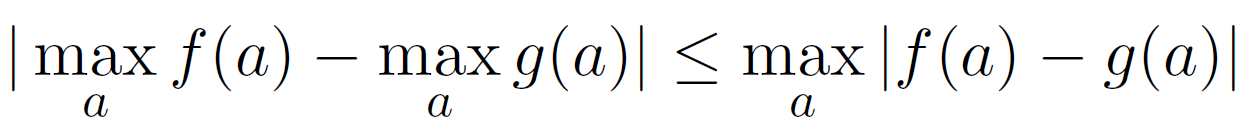 | max_a f(a) − max_a g(a)| ≤ max_a |f(a) − g(a)|